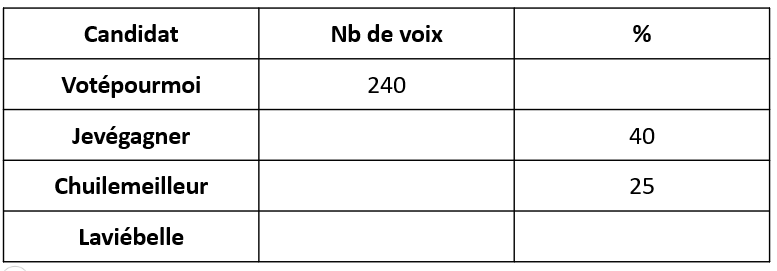 Candidat Nb de voix %
Votépourmoi 240
Jevégagner 40
Chuilemeilleur 25
Laviébelle